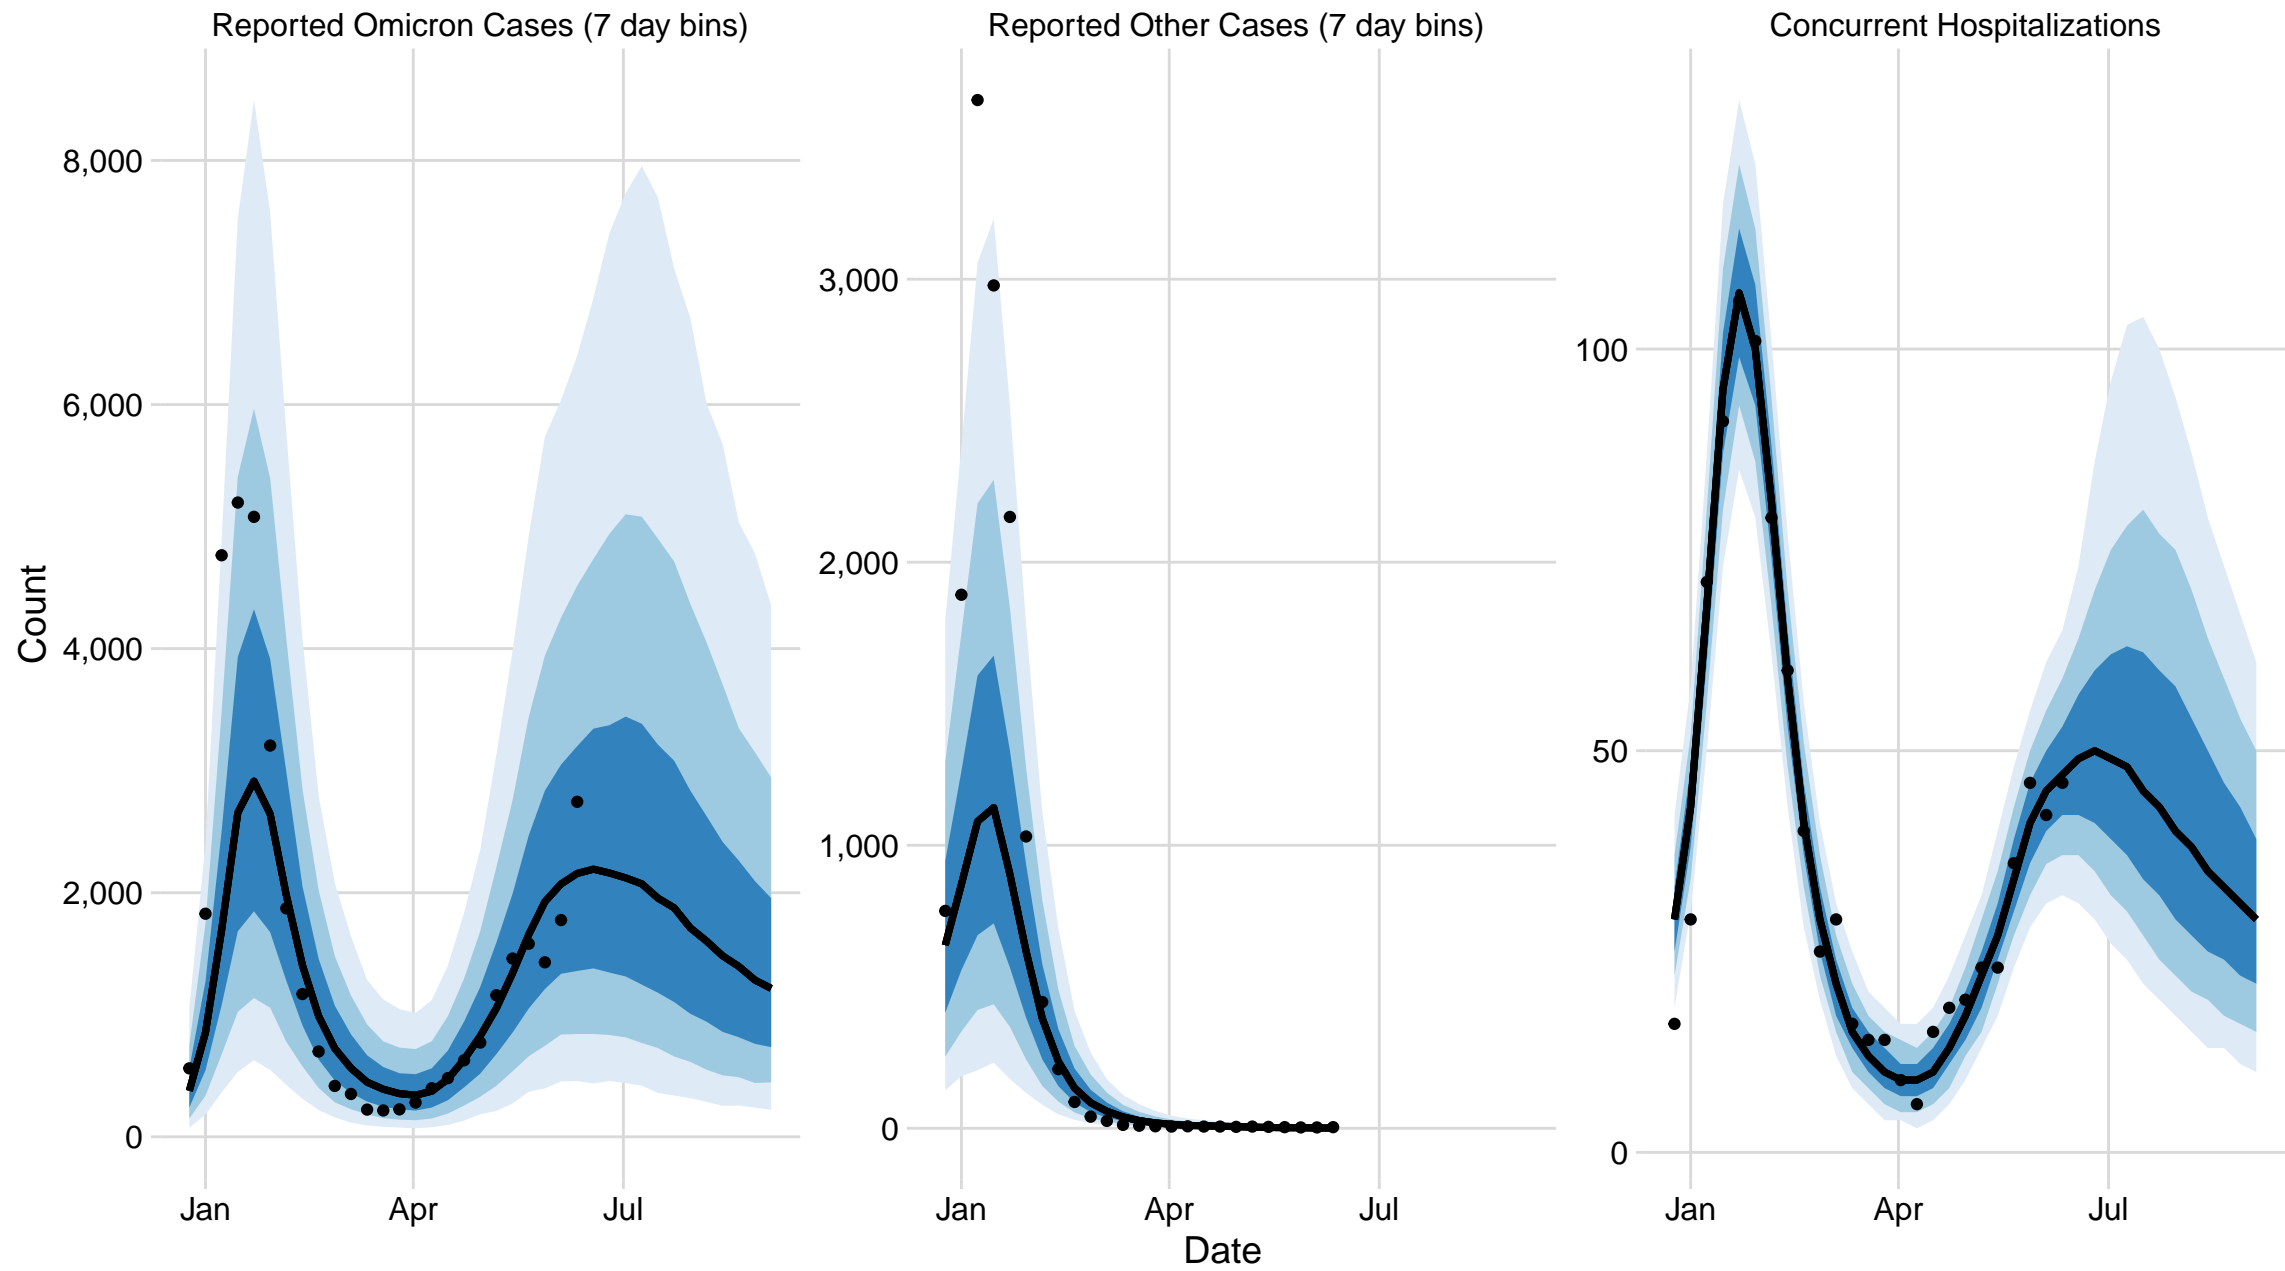 Reported Omicron Cases (7 day bins)
Reported Other Cases (7 day bins)
Concurrent Hospitalizations
Count
8,000
6,000
4,000
2,000
0
3,000
2,000
1,000
0
100
50
0
Jan Apr Jul
Jan Apr Jul
Jan Apr Jul
Date